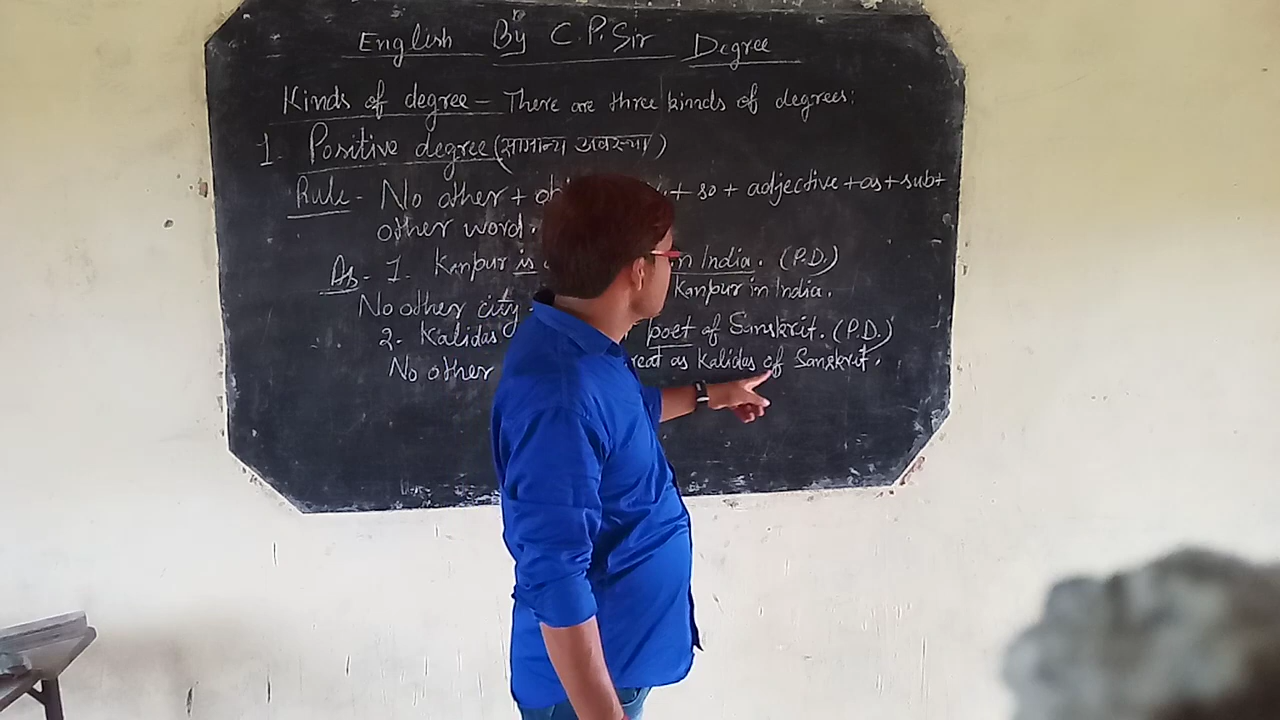 English By C.P. Sir Degree
Kinds of degree - There are three kinds of degrees:
1. Positive degree (सामान्य अवस्था)
Rule - No other + + so + adjective + as + sub +
other word.
As - 1. Kanpur is in India. (P.D.)
No other city Kanpur in India.
2. Kalidas poet of Sanskrit. (P.D.)
No other reat as Kalidas of Sanskrit.